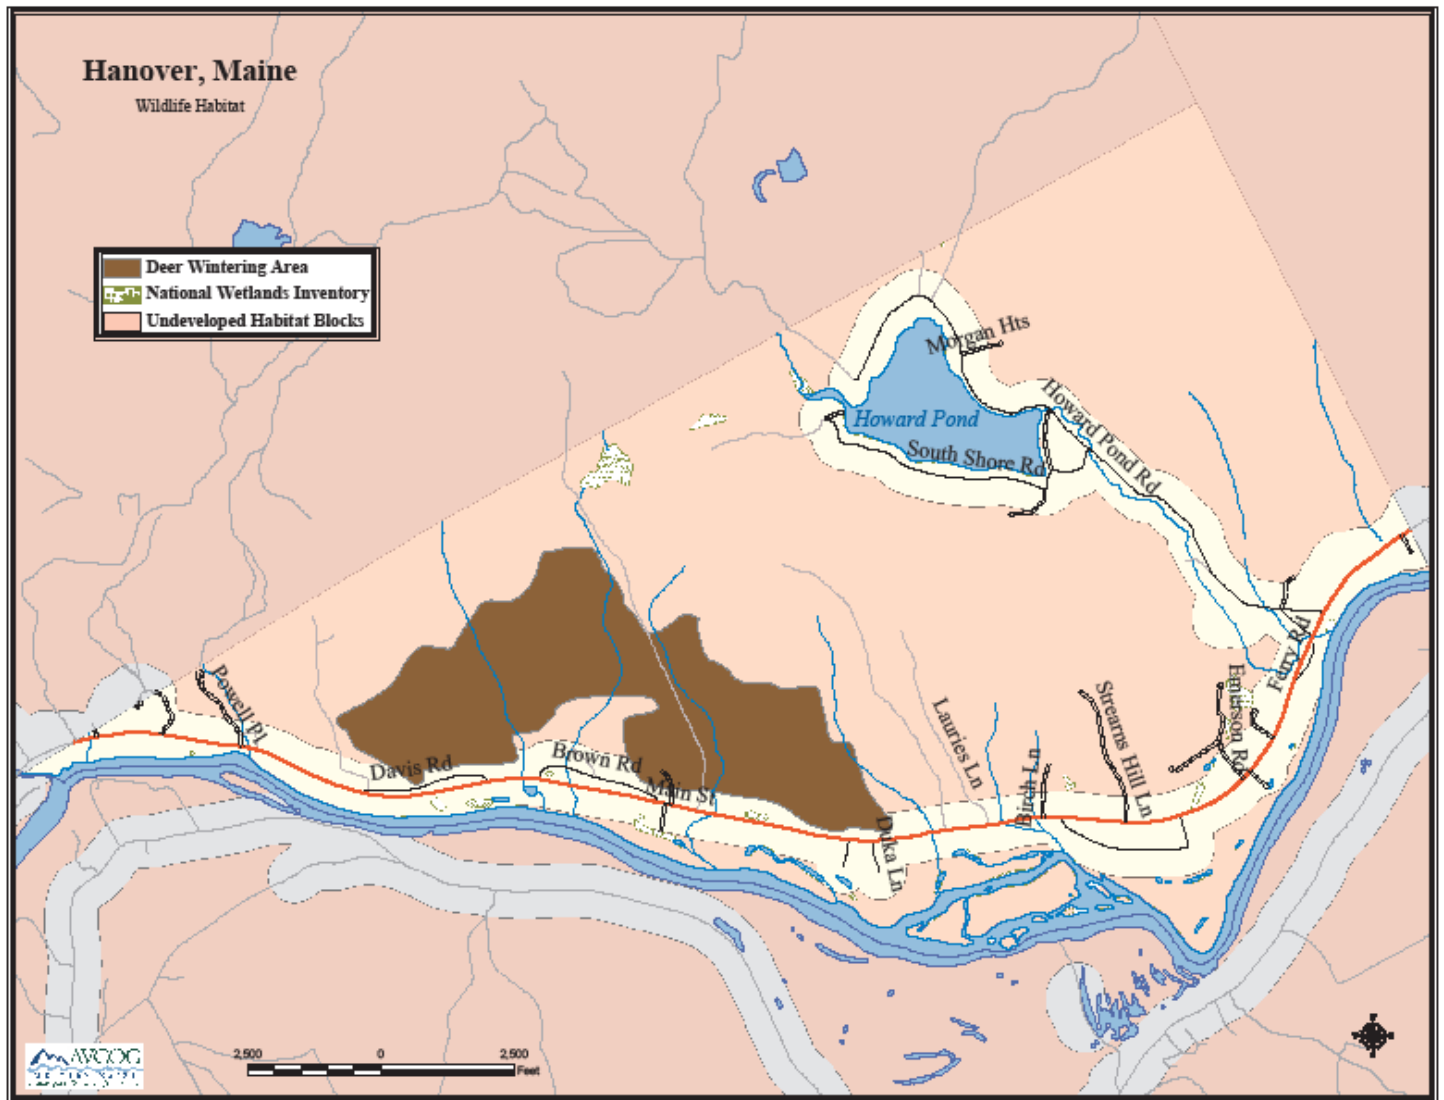 Hanover, Maine
Wildlife Habitat
Deer Wintering Area
National Wetlands Inventory
Undeveloped Habitat Blocks
Morgan Hts
Howard Pond
Howard Pond Rd
South Shore Rd
Powell Pl
Davis Rd
Brown Rd
Main St
Duka Ln
Lauries Ln
Birch Ln
Strearns Hill Ln
Emerson Rd
Ferry Rd
AVCOG
2,500 0 2,500
Feet